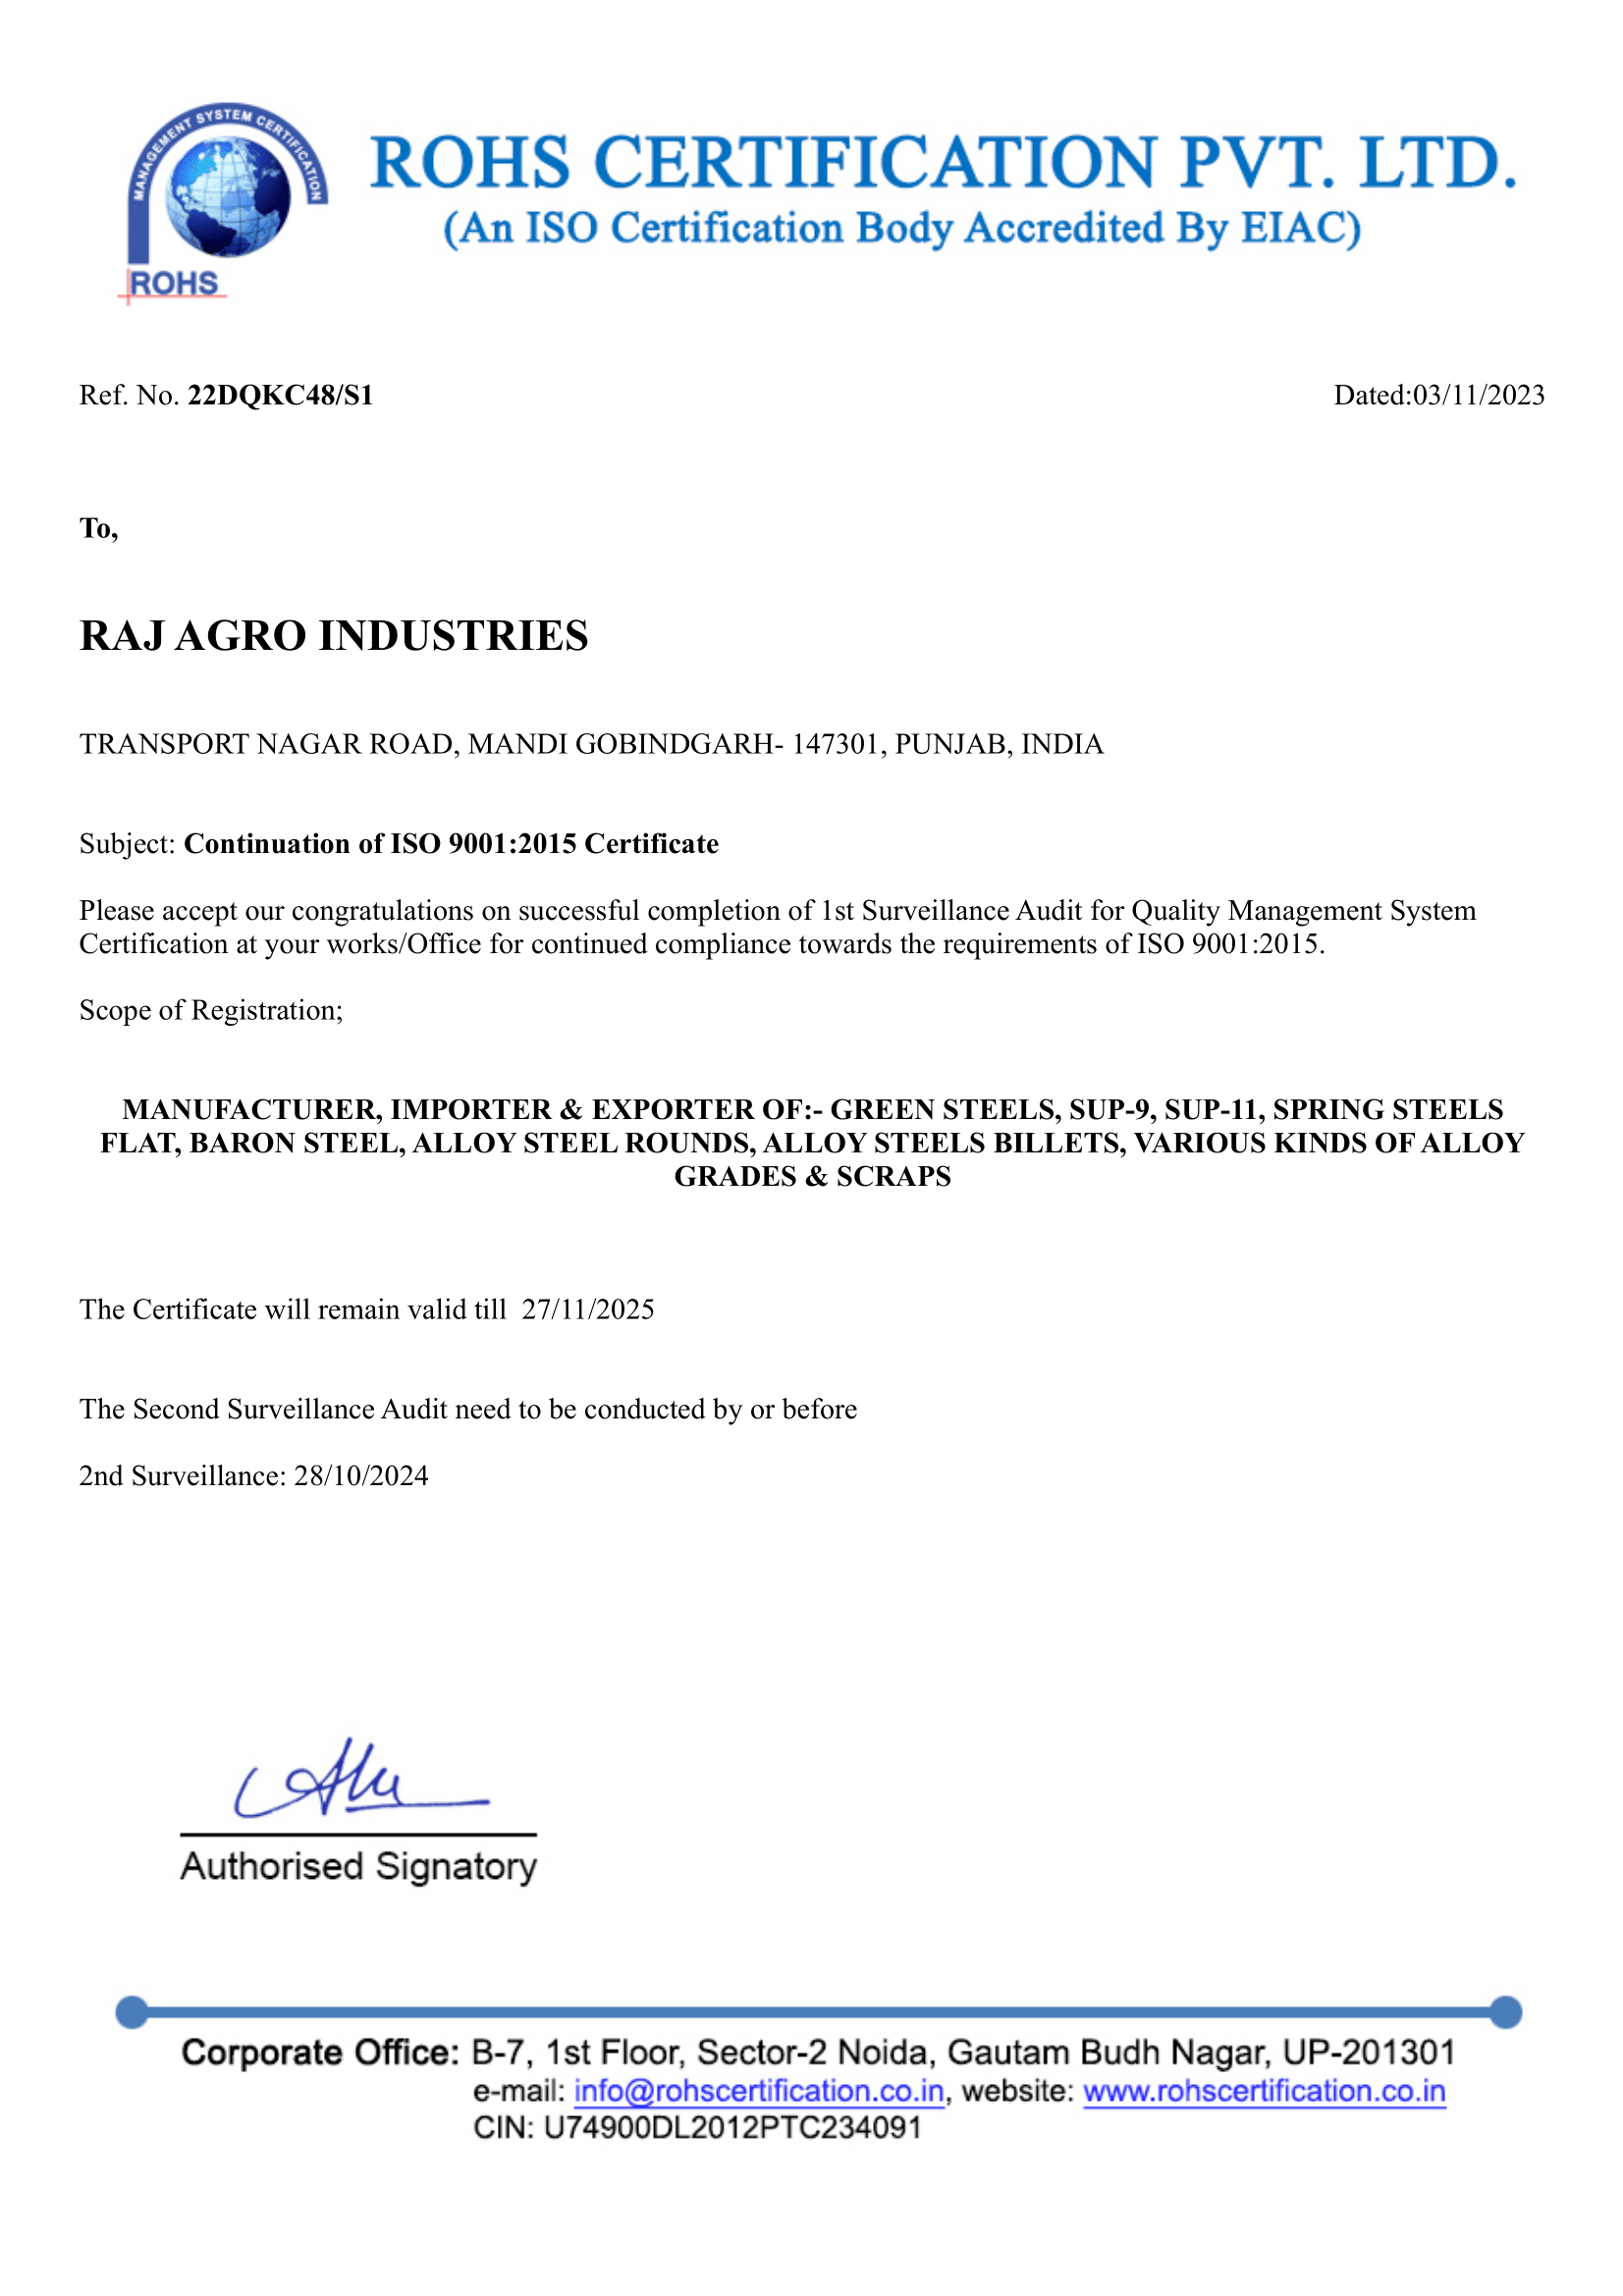 MANAGEMENT SYSTEM CERTIFICATION
ROHS
ROHS CERTIFICATION PVT. LTD.
(An ISO Certification Body Accredited By EIAC)
Ref. No. 22DQKC48/S1 Dated:03/11/2023
To,
RAJ AGRO INDUSTRIES
TRANSPORT NAGAR ROAD, MANDI GOBINDGARH- 147301, PUNJAB, INDIA
Subject: Continuation of ISO 9001:2015 Certificate
Please accept our congratulations on successful completion of 1st Surveillance Audit for Quality Management System
Certification at your works/Office for continued compliance towards the requirements of ISO 9001:2015.
Scope of Registration;
MANUFACTURER, IMPORTER & EXPORTER OF:- GREEN STEELS, SUP-9, SUP-11, SPRING STEELS
FLAT, BARON STEEL, ALLOY STEEL ROUNDS, ALLOY STEELS BILLETS, VARIOUS KINDS OF ALLOY
GRADES & SCRAPS
The Certificate will remain valid till 27/11/2025
The Second Surveillance Audit need to be conducted by or before
2nd Surveillance: 28/10/2024
Authorised Signatory
Corporate Office: B-7, 1st Floor, Sector-2 Noida, Gautam Budh Nagar, UP-201301
e-mail: info@rohscertification.co.in, website: www.rohscertification.co.in
CIN: U74900DL2012PTC234091